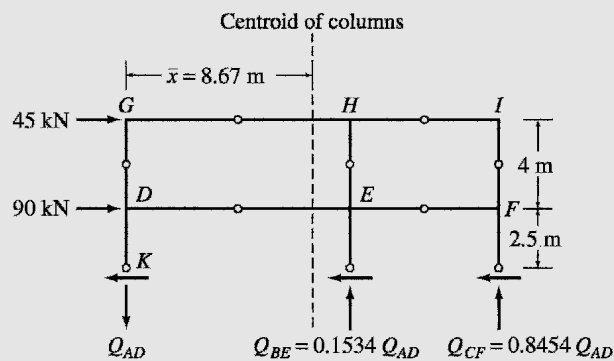 Centroid of columns
x̄ = 8.67 m
G H I
45 kN
4 m
D E F
90 kN
2.5 m
K
Q_AD Q_BE = 0.1534 Q_AD Q_CF = 0.8454 Q_AD